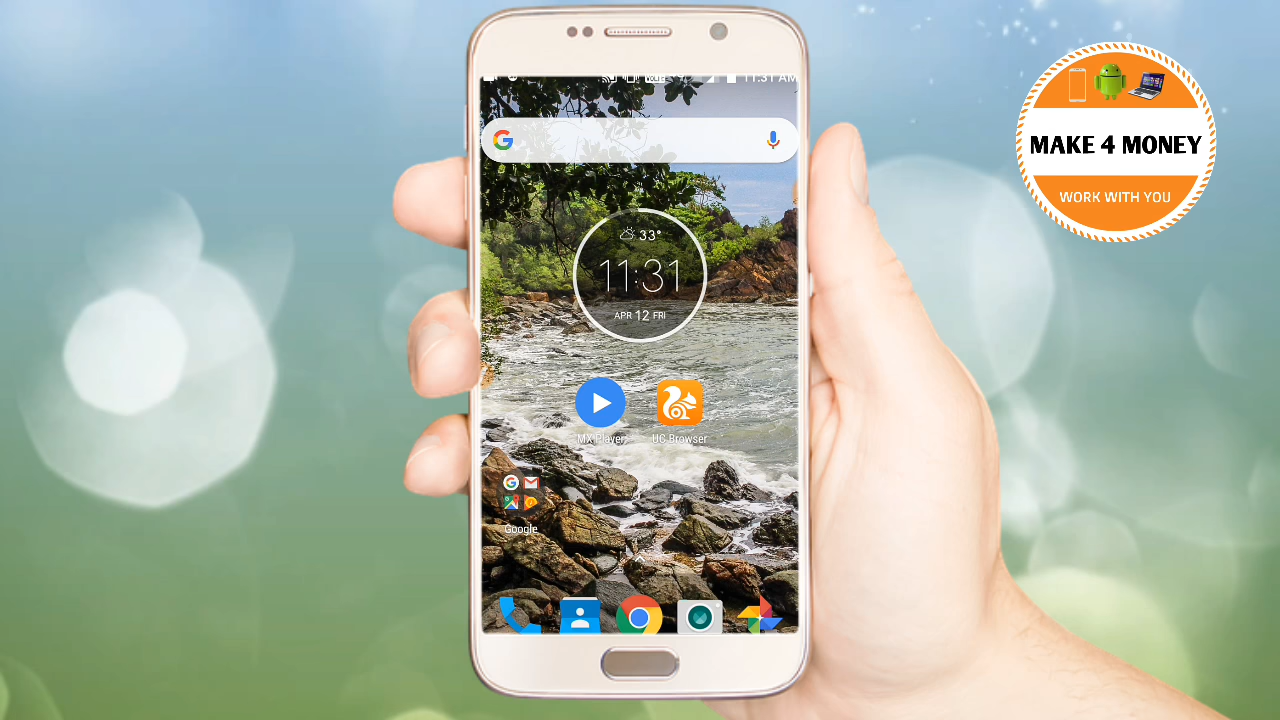 11:31 AM
MAKE 4 MONEY
WORK WITH YOU
33°
11:31
APR 12 FRI
MX Player
UC Browser
Google